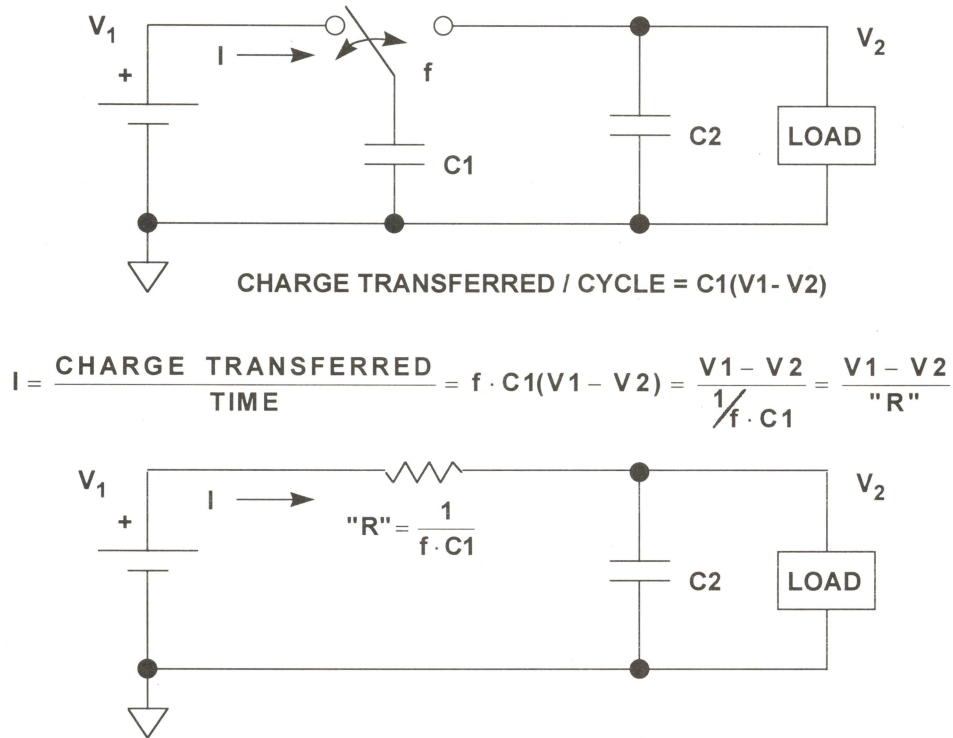 V1
I
+
f
C1
C2
V2
LOAD
CHARGE TRANSFERRED / CYCLE = C1(V1- V2)
I = CHARGE TRANSFERRED / TIME = f · C1(V1 − V2) = V1 − V2 / 1/f · C1 = V1 − V2 / "R"
V1
I
+
"R" = 1 / f · C1
C2
V2
LOAD